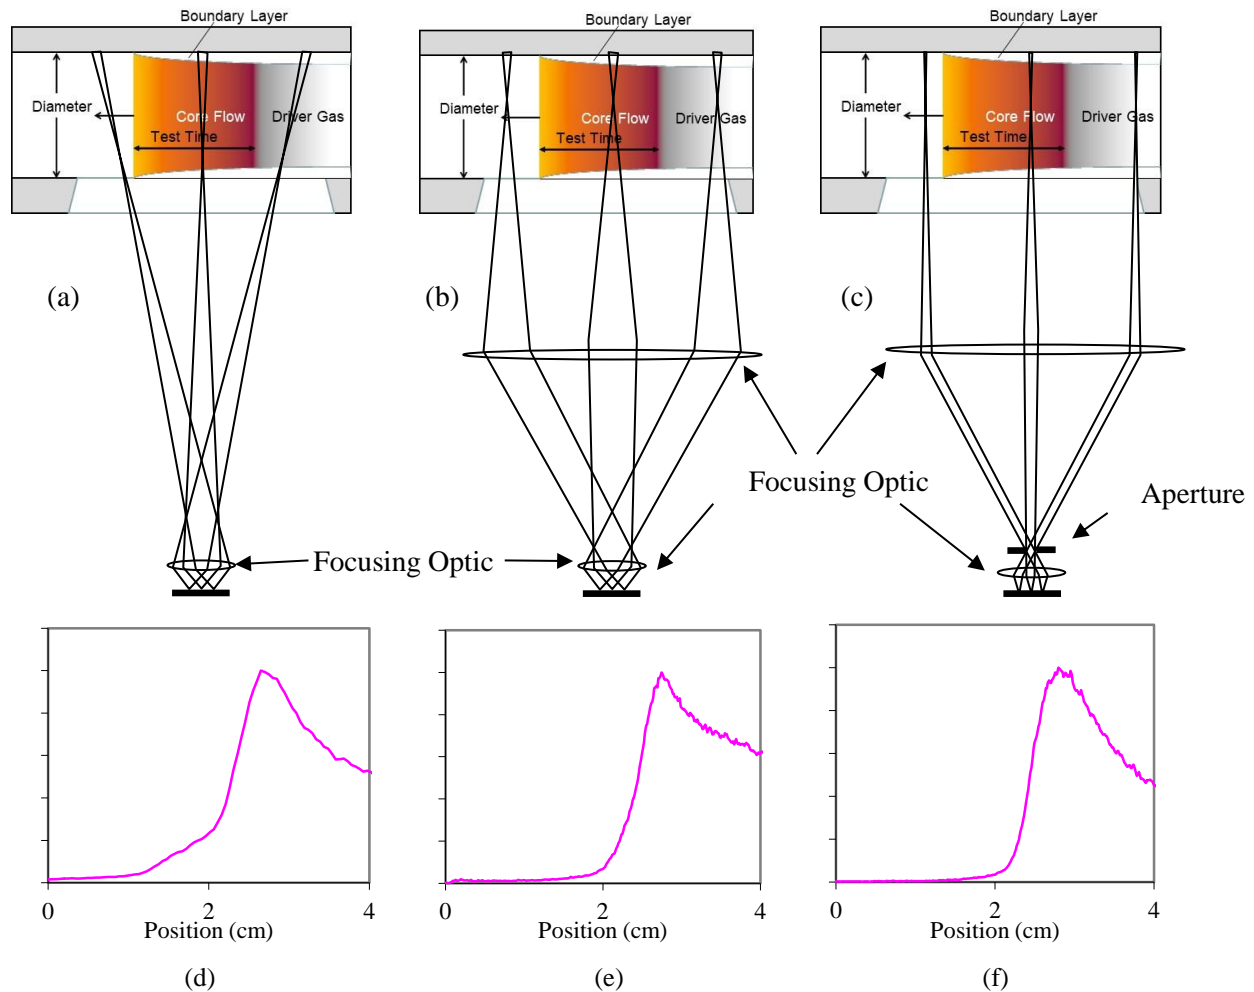 Boundary Layer
Diameter
Core Flow
Driver Gas
Test Time
(a)
Boundary Layer
Diameter
Core Flow
Driver Gas
Test Time
(b)
Boundary Layer
Diameter
Core Flow
Driver Gas
Test Time
(c)
Focusing Optic
Focusing Optic
Aperture
0
2
4
Position (cm)
(d)
0
2
4
Position (cm)
(e)
0
2
4
Position (cm)
(f)